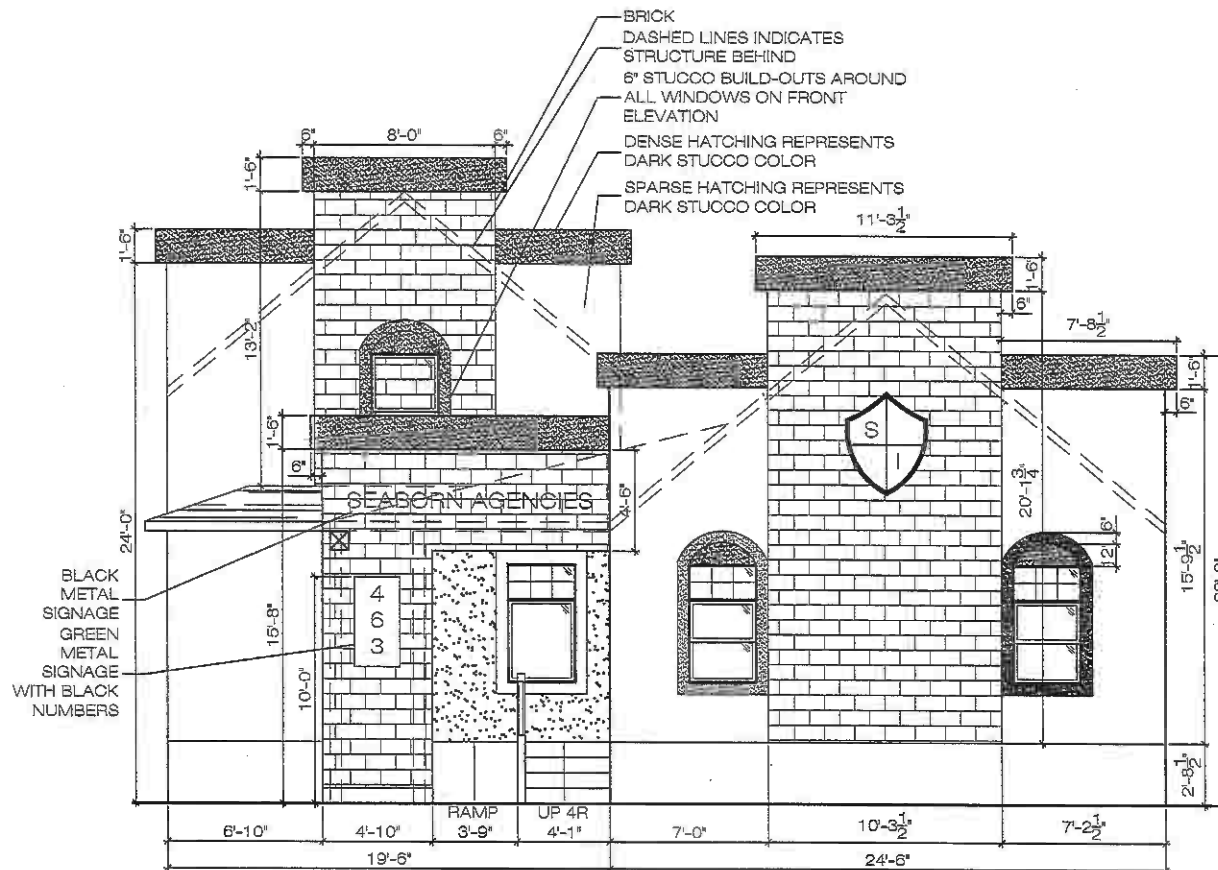 BRICK
DASHED LINES INDICATES
STRUCTURE BEHIND
6" STUCCO BUILD-OUTS AROUND
ALL WINDOWS ON FRONT
ELEVATION
DENSE HATCHING REPRESENTS
DARK STUCCO COLOR
SPARSE HATCHING REPRESENTS
DARK STUCCO COLOR
6"
8'-0"
6"
1'-6"
1'-6"
13'-2"
11'-3½"
1'-6"
6"
7'-8½"
1'-6"
6"
1'-6"
6"
S
I
SEABORN AGENCIES
4'-6"
20'-1¾"
24'-0"
15'-8"
10'-0"
6"
12"
15'-9½"
BLACK
METAL
SIGNAGE
GREEN
METAL
SIGNAGE
WITH BLACK
NUMBERS
4
6
3
2'-8½"
RAMP
UP 4R
6'-10"
4'-10"
3'-9"
4'-1"
7'-0"
10'-3½"
7'-2½"
19'-6"
24'-6"